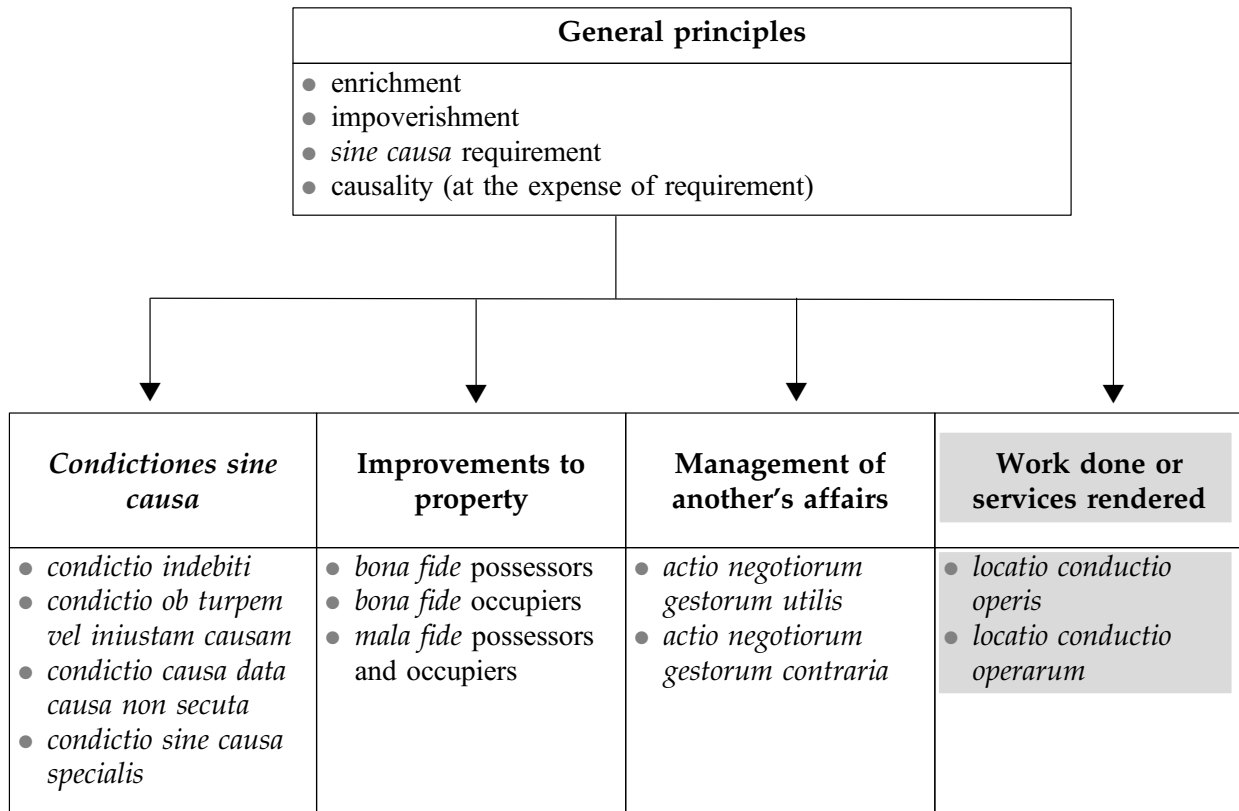 General principles
● enrichment
● impoverishment
● sine causa requirement
● causality (at the expense of requirement)
Condictiones sine
causa
● condictio indebiti
● condictio ob turpem
vel iniustam causam
● condictio causa data
causa non secuta
● condictio sine causa
specialis
Improvements to
property
● bona fide possessors
● bona fide occupiers
● mala fide possessors
and occupiers
Management of
another's affairs
● actio negotiorum
gestorum utilis
● actio negotiorum
gestorum contraria
Work done or
services rendered
● locatio conductio
operis
● locatio conductio
operarum